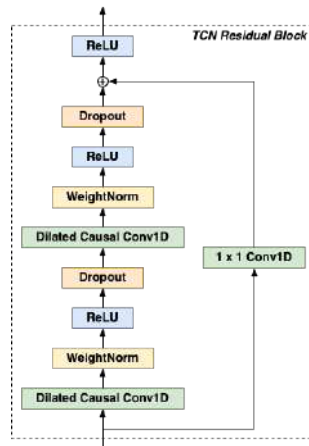 TCN Residual Block
ReLU
Dropout
ReLU
WeightNorm
Dilated Causal Conv1D
1 x 1 Conv1D
Dropout
ReLU
WeightNorm
Dilated Causal Conv1D